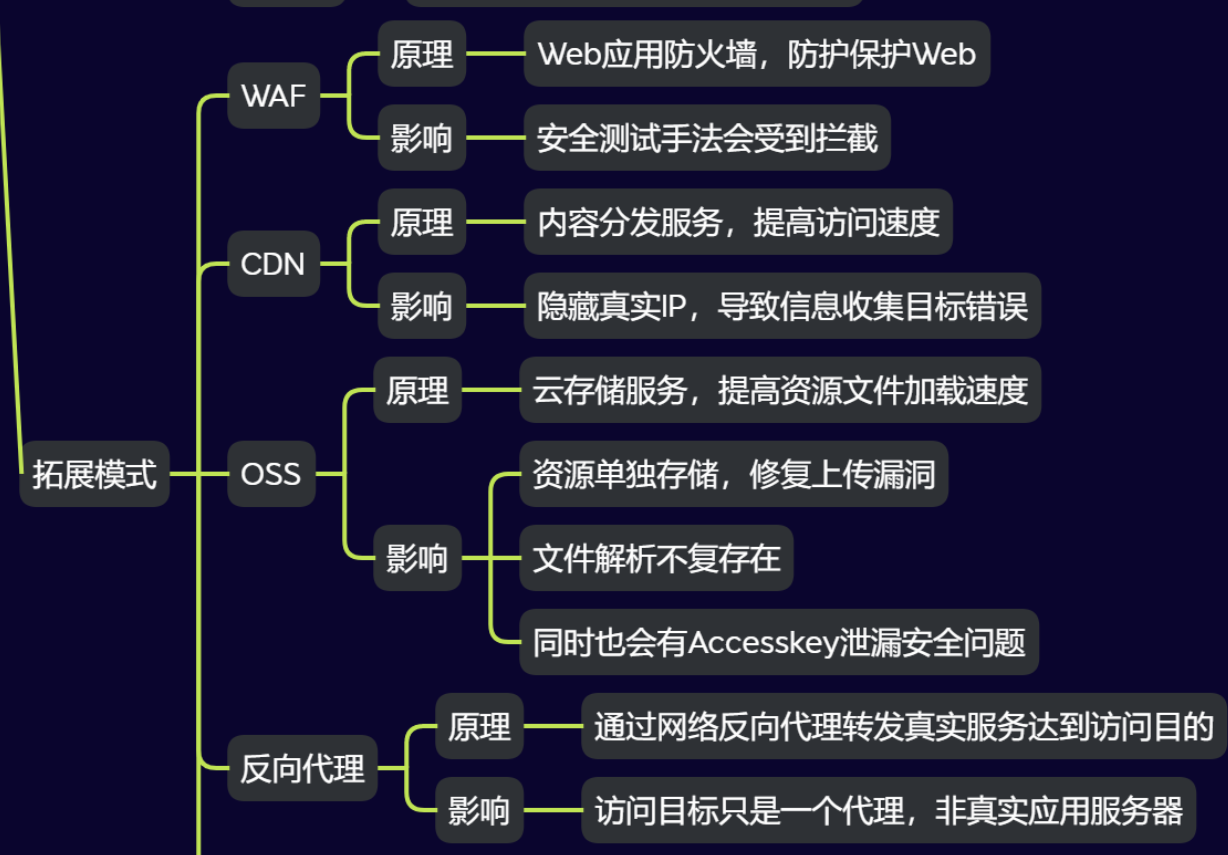 WAF
原理
Web应用防火墙，防护保护Web
影响
安全测试手法会受到拦截
CDN
原理
内容分发服务，提高访问速度
影响
隐藏真实IP，导致信息收集目标错误
拓展模式
OSS
原理
云存储服务，提高资源文件加载速度
影响
资源单独存储，修复上传漏洞
文件解析不复存在
同时也会有Accesskey泄漏安全问题
反向代理
原理
通过网络反向代理转发真实服务达到访问目的
影响
访问目标只是一个代理，非真实应用服务器